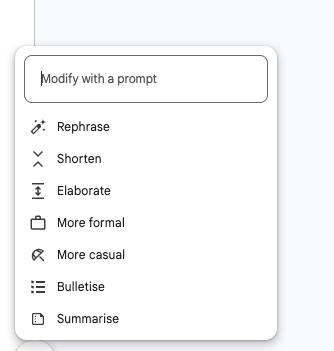 Modify with a prompt
Rephrase
Shorten
Elaborate
More formal
More casual
Bulletise
Summarise